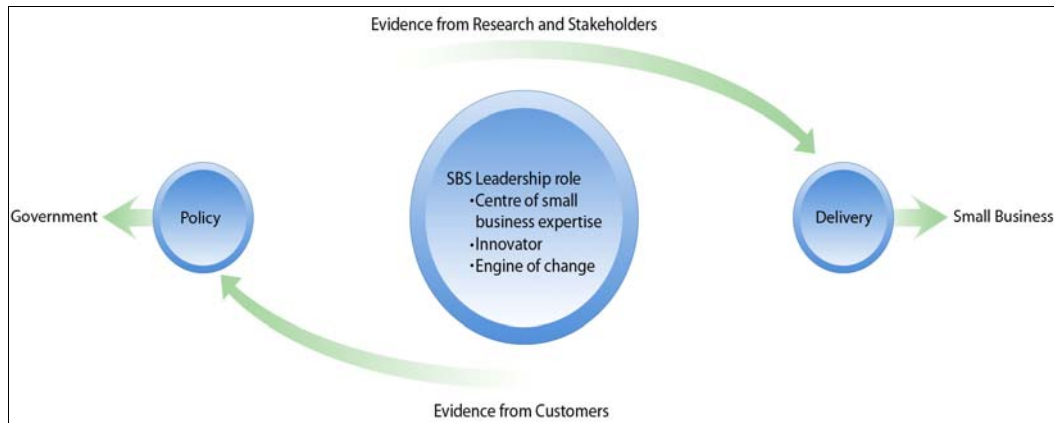 Evidence from Research and Stakeholders
SBS Leadership role
•Centre of small
business expertise
•Innovator
•Engine of change
Government
Policy
Delivery
Small Business
Evidence from Customers